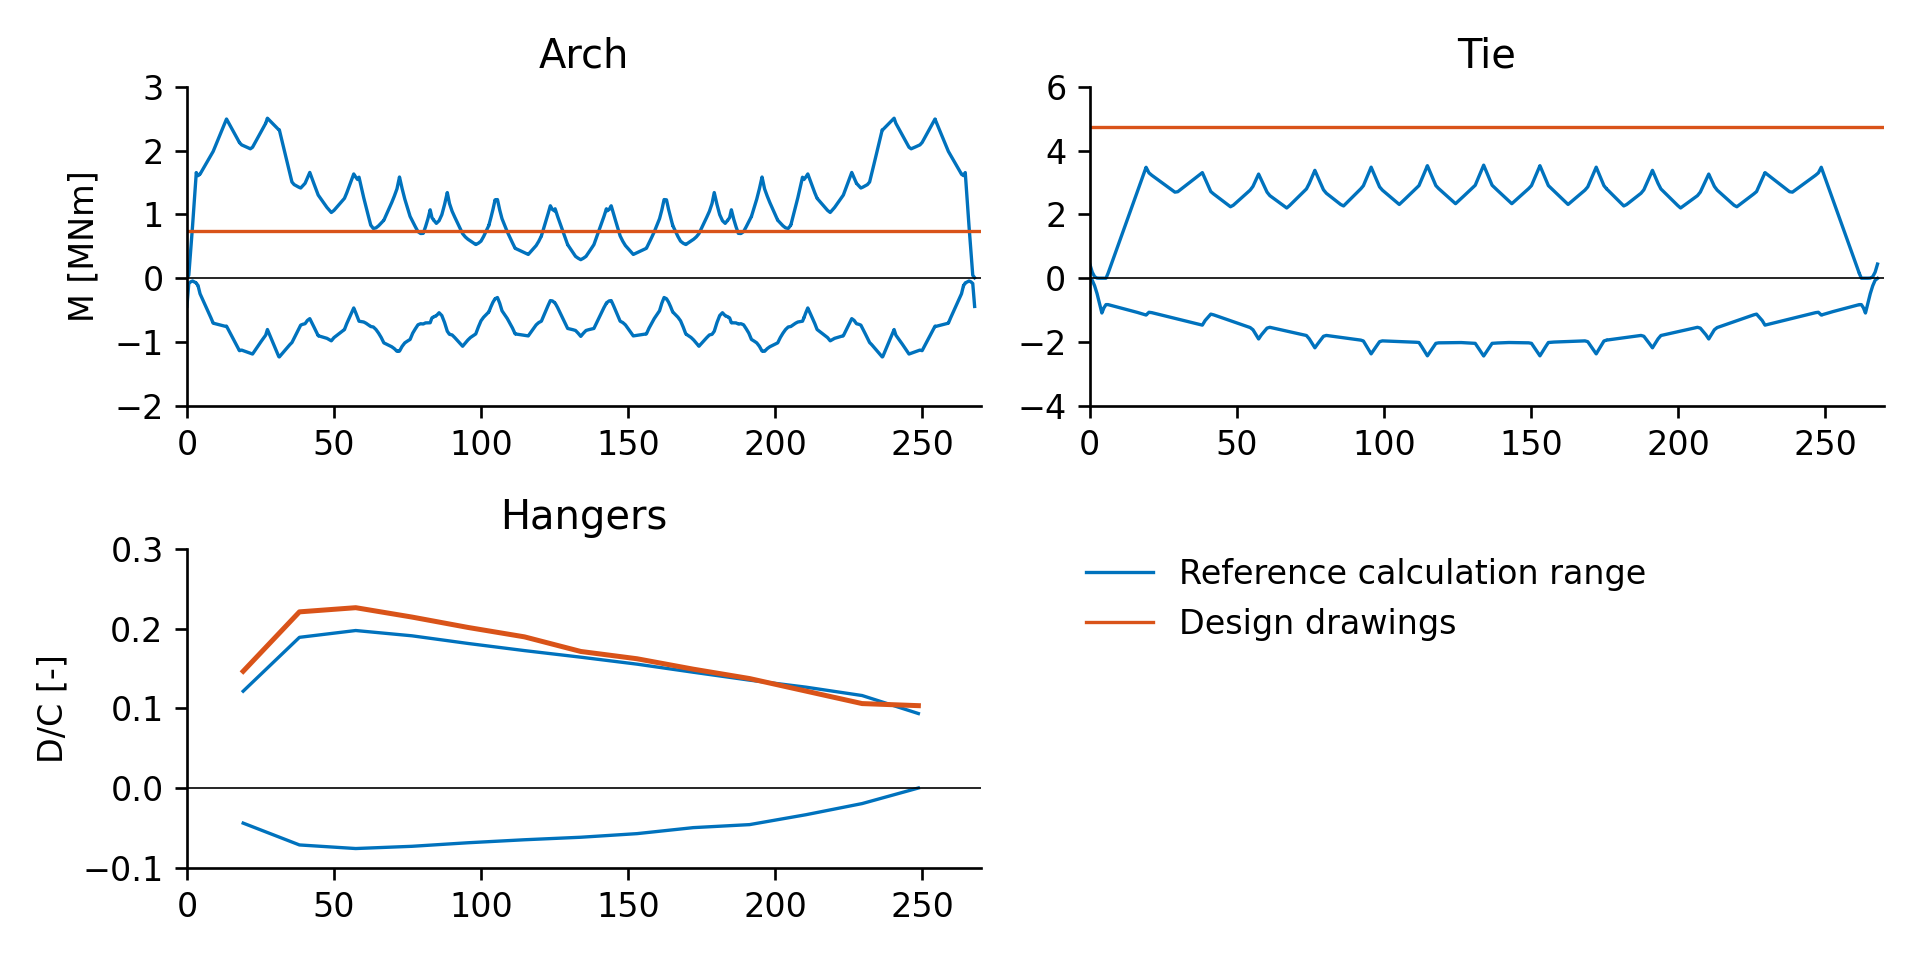 Arch
M [MNm]
3
2
1
0
−1
−2
0 50 100 150 200 250
Tie
6
4
2
0
−2
−4
0 50 100 150 200 250
Hangers
D/C [-]
0.3
0.2
0.1
0.0
−0.1
0 50 100 150 200 250
Reference calculation range
Design drawings